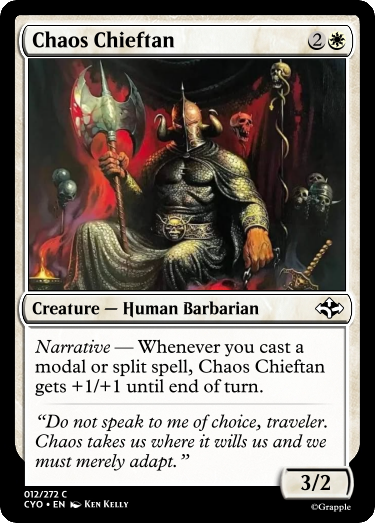 Chaos Chieftan 2
Creature — Human Barbarian
Narrative — Whenever you cast a
modal or split spell, Chaos Chieftan
gets +1/+1 until end of turn.
“Do not speak to me of choice, traveler.
Chaos takes us where it wills us and we
must merely adapt.”
3/2
012/272 C
CYO • EN Ken Kelly
©Grapple